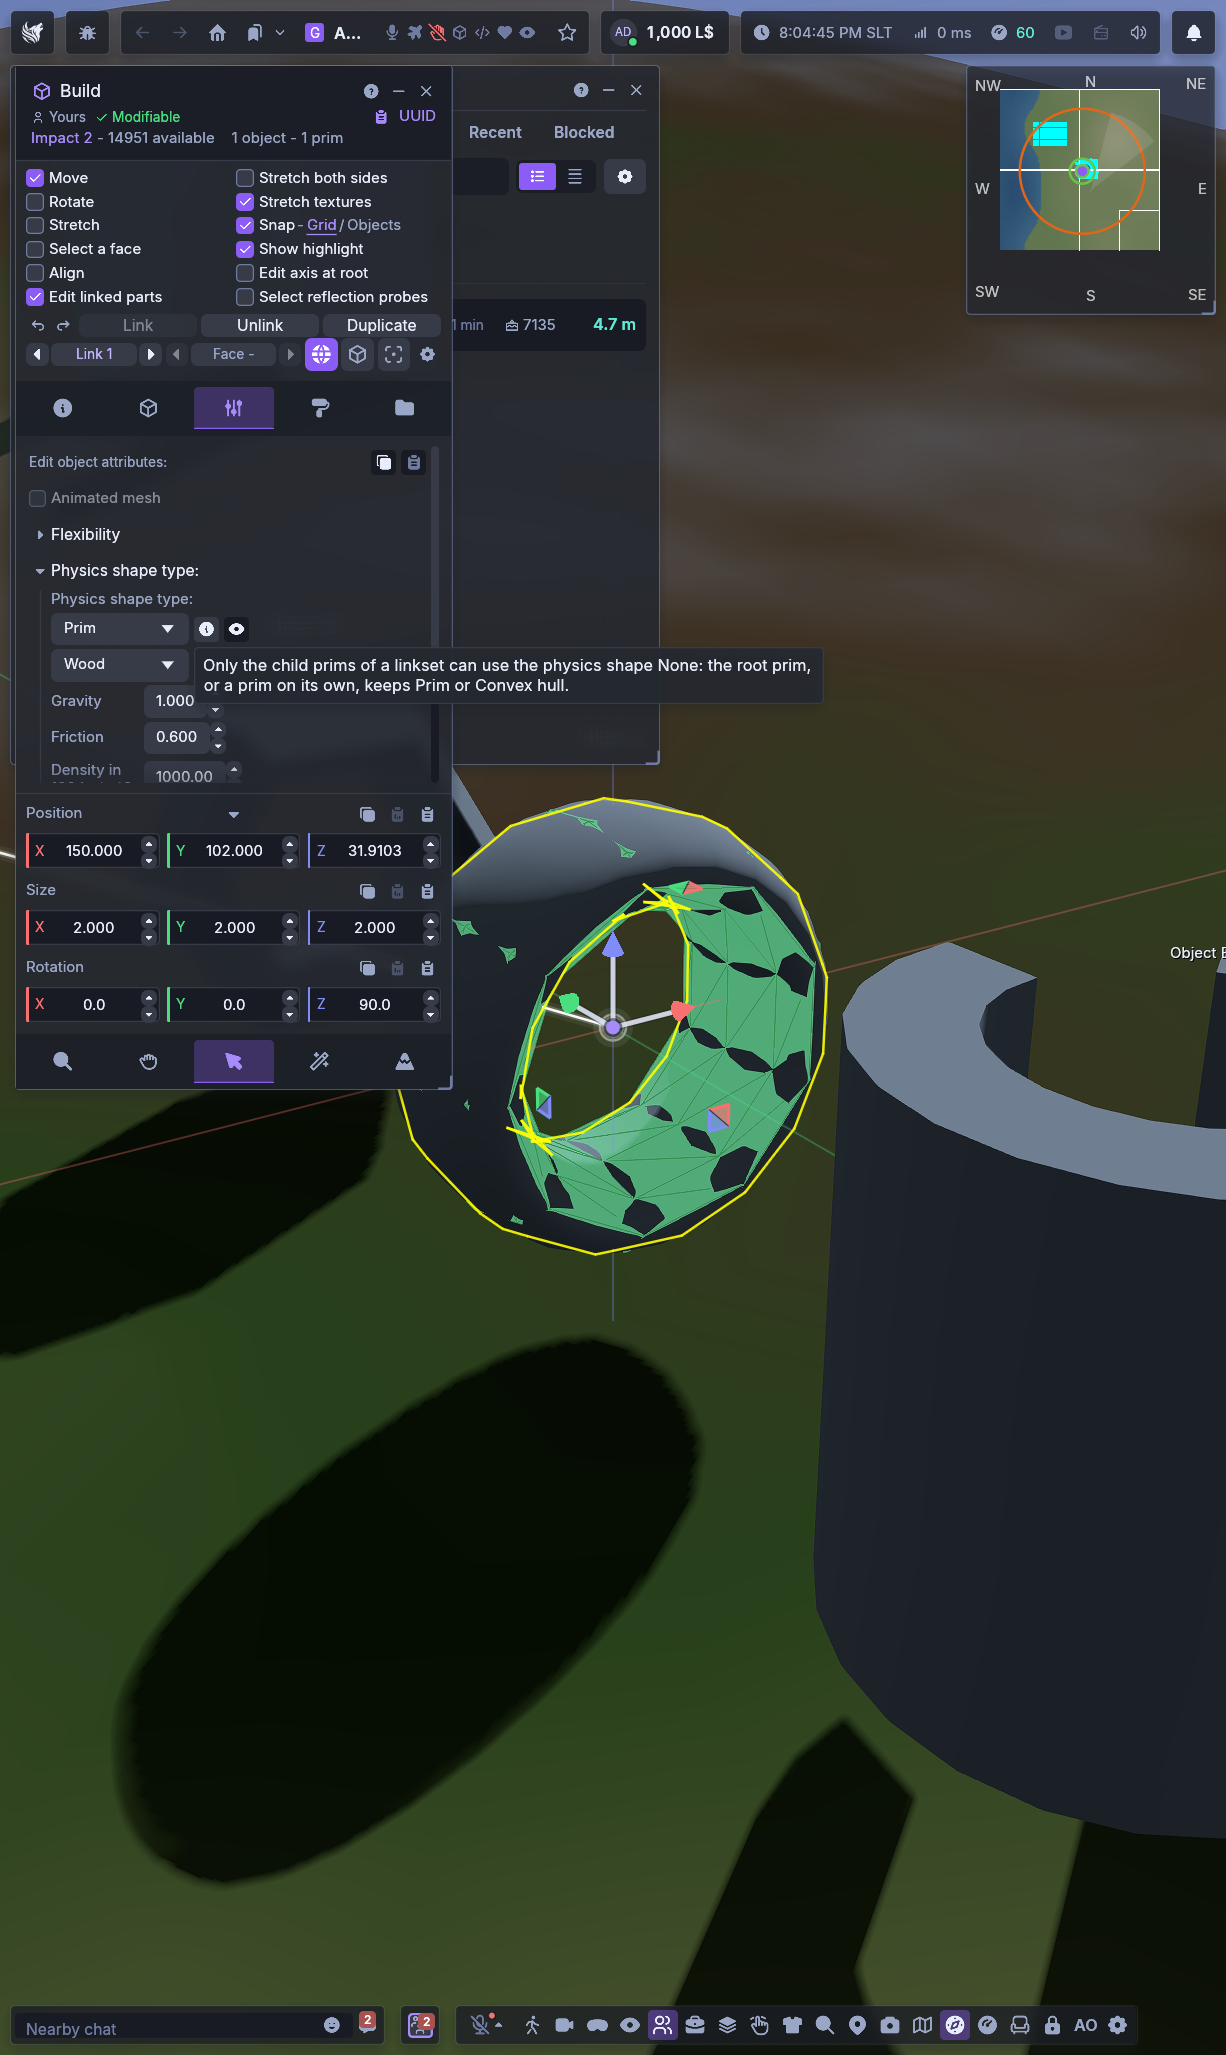 G A...
AD 1,000 L$
8:04:45 PM SLT
0 ms
60
Build
Yours
Modifiable
UUID
Impact 2 - 14951 available
1 object - 1 prim
Move
Stretch both sides
Rotate
Stretch textures
Stretch
Snap - Grid / Objects
Select a face
Show highlight
Align
Edit axis at root
Edit linked parts
Select reflection probes
Link
Unlink
Duplicate
Link 1
Face -
Recent
Blocked
1 min
7135
4.7 m
NW
N
NE
W
E
SW
S
SE
Edit object attributes:
Animated mesh
Flexibility
Physics shape type:
Physics shape type:
Prim
Wood
Only the child prims of a linkset can use the physics shape None: the root prim,
or a prim on its own, keeps Prim or Convex hull.
Gravity
1.000
Friction
0.600
Density in
1000.00
Position
X 150.000
Y 102.000
Z 31.9103
Size
X 2.000
Y 2.000
Z 2.000
Rotation
X 0.0
Y 0.0
Z 90.0
Object
Nearby chat
2
2
AO